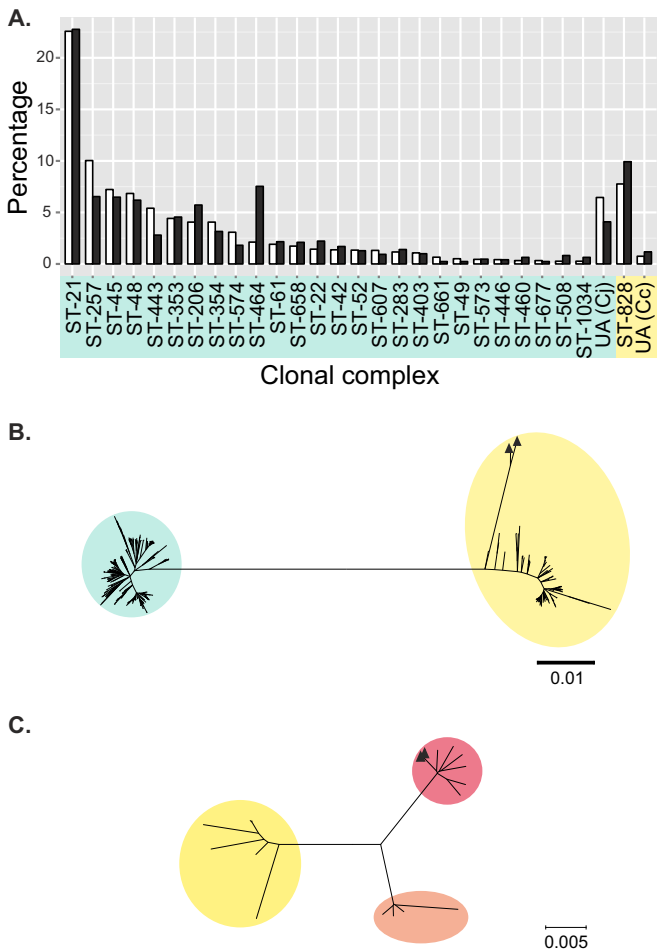 A.
Percentage
20
15
10
5
0
ST-21
ST-257
ST-45
ST-48
ST-443
ST-353
ST-206
ST-354
ST-574
ST-464
ST-61
ST-658
ST-22
ST-42
ST-52
ST-607
ST-283
ST-403
ST-661
ST-49
ST-573
ST-446
ST-460
ST-677
ST-508
ST-1034
UA (Cj)
ST-828
UA (Cc)
Clonal complex
B.
0.01
C.
0.005